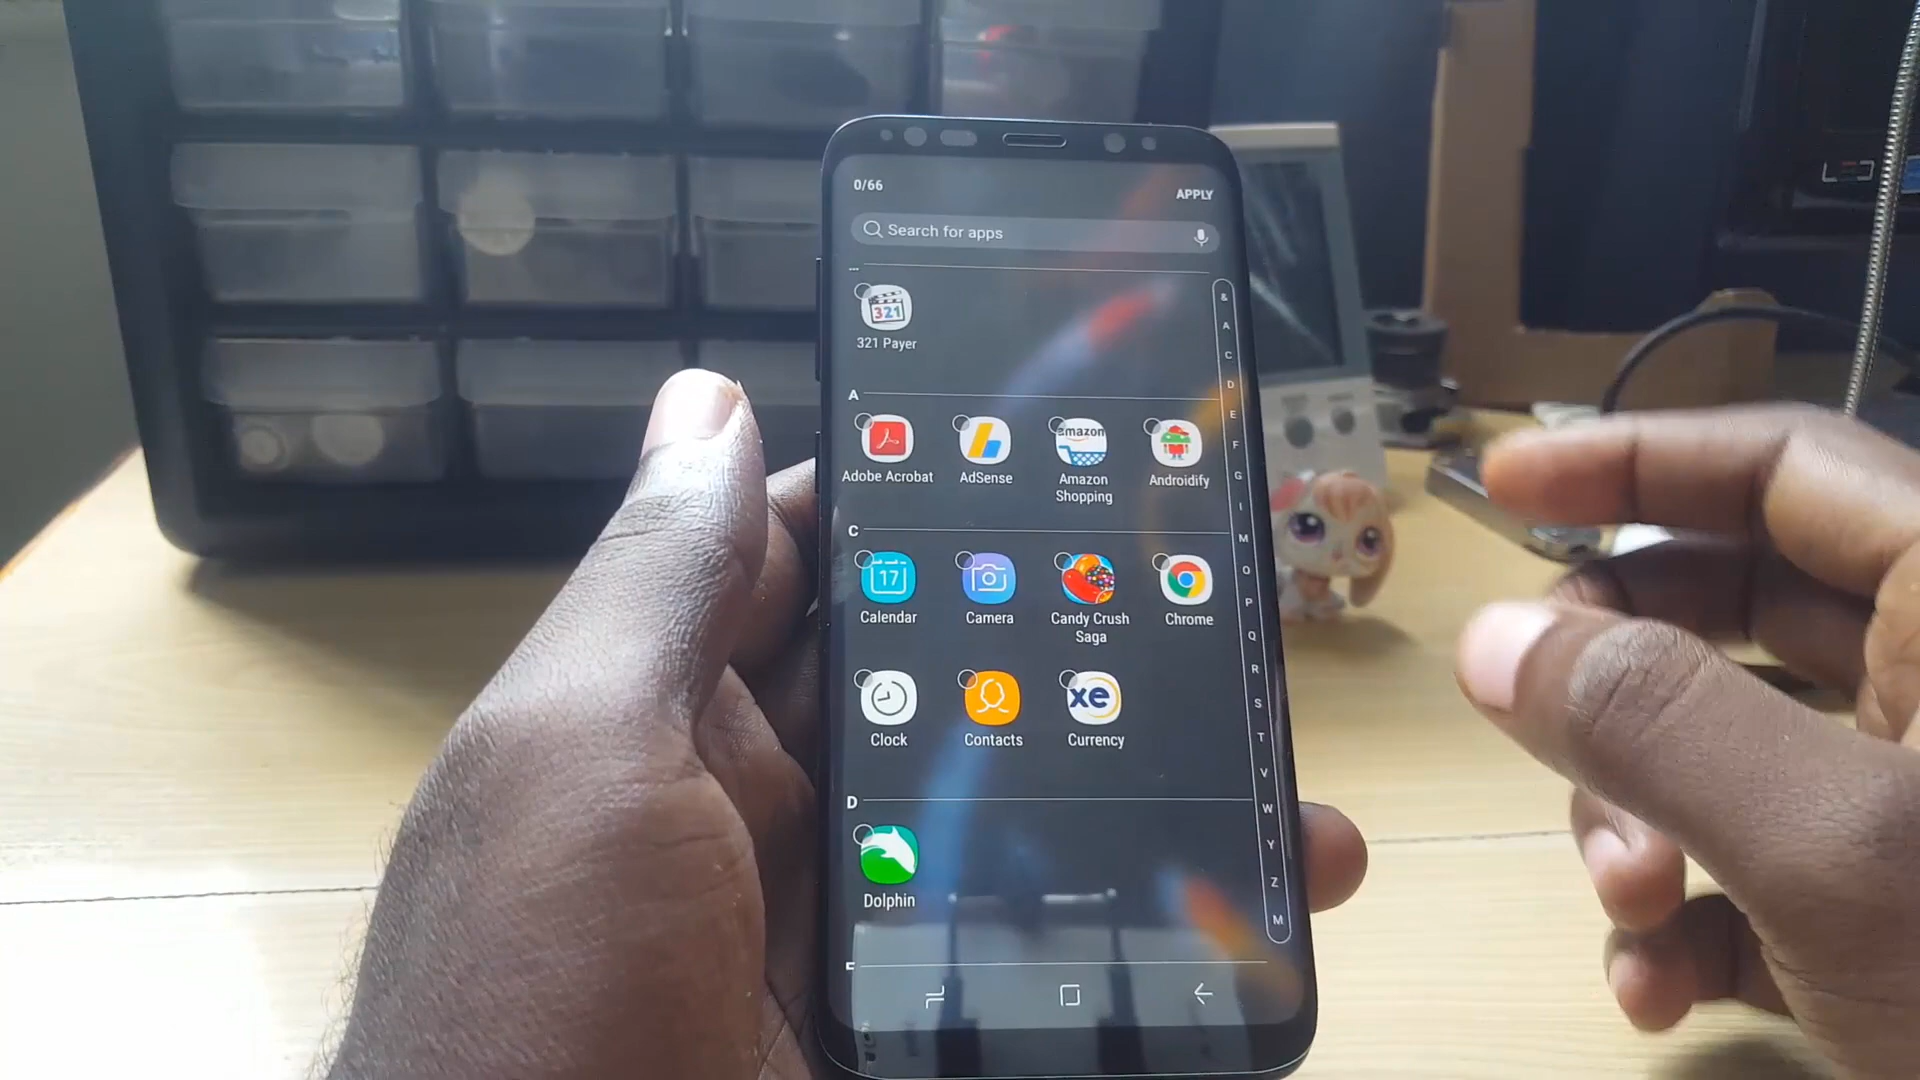 0/66
APPLY
Search for apps
...
321
321 Payer
A
amazon
Adobe Acrobat
AdSense
Amazon
Shopping
Androidify
C
17
Calendar
Camera
Candy Crush
Saga
Chrome
xe
Clock
Contacts
Currency
D
Dolphin
&
A
C
D
E
F
G
I
M
O
P
Q
R
S
T
V
W
Y
Z
M